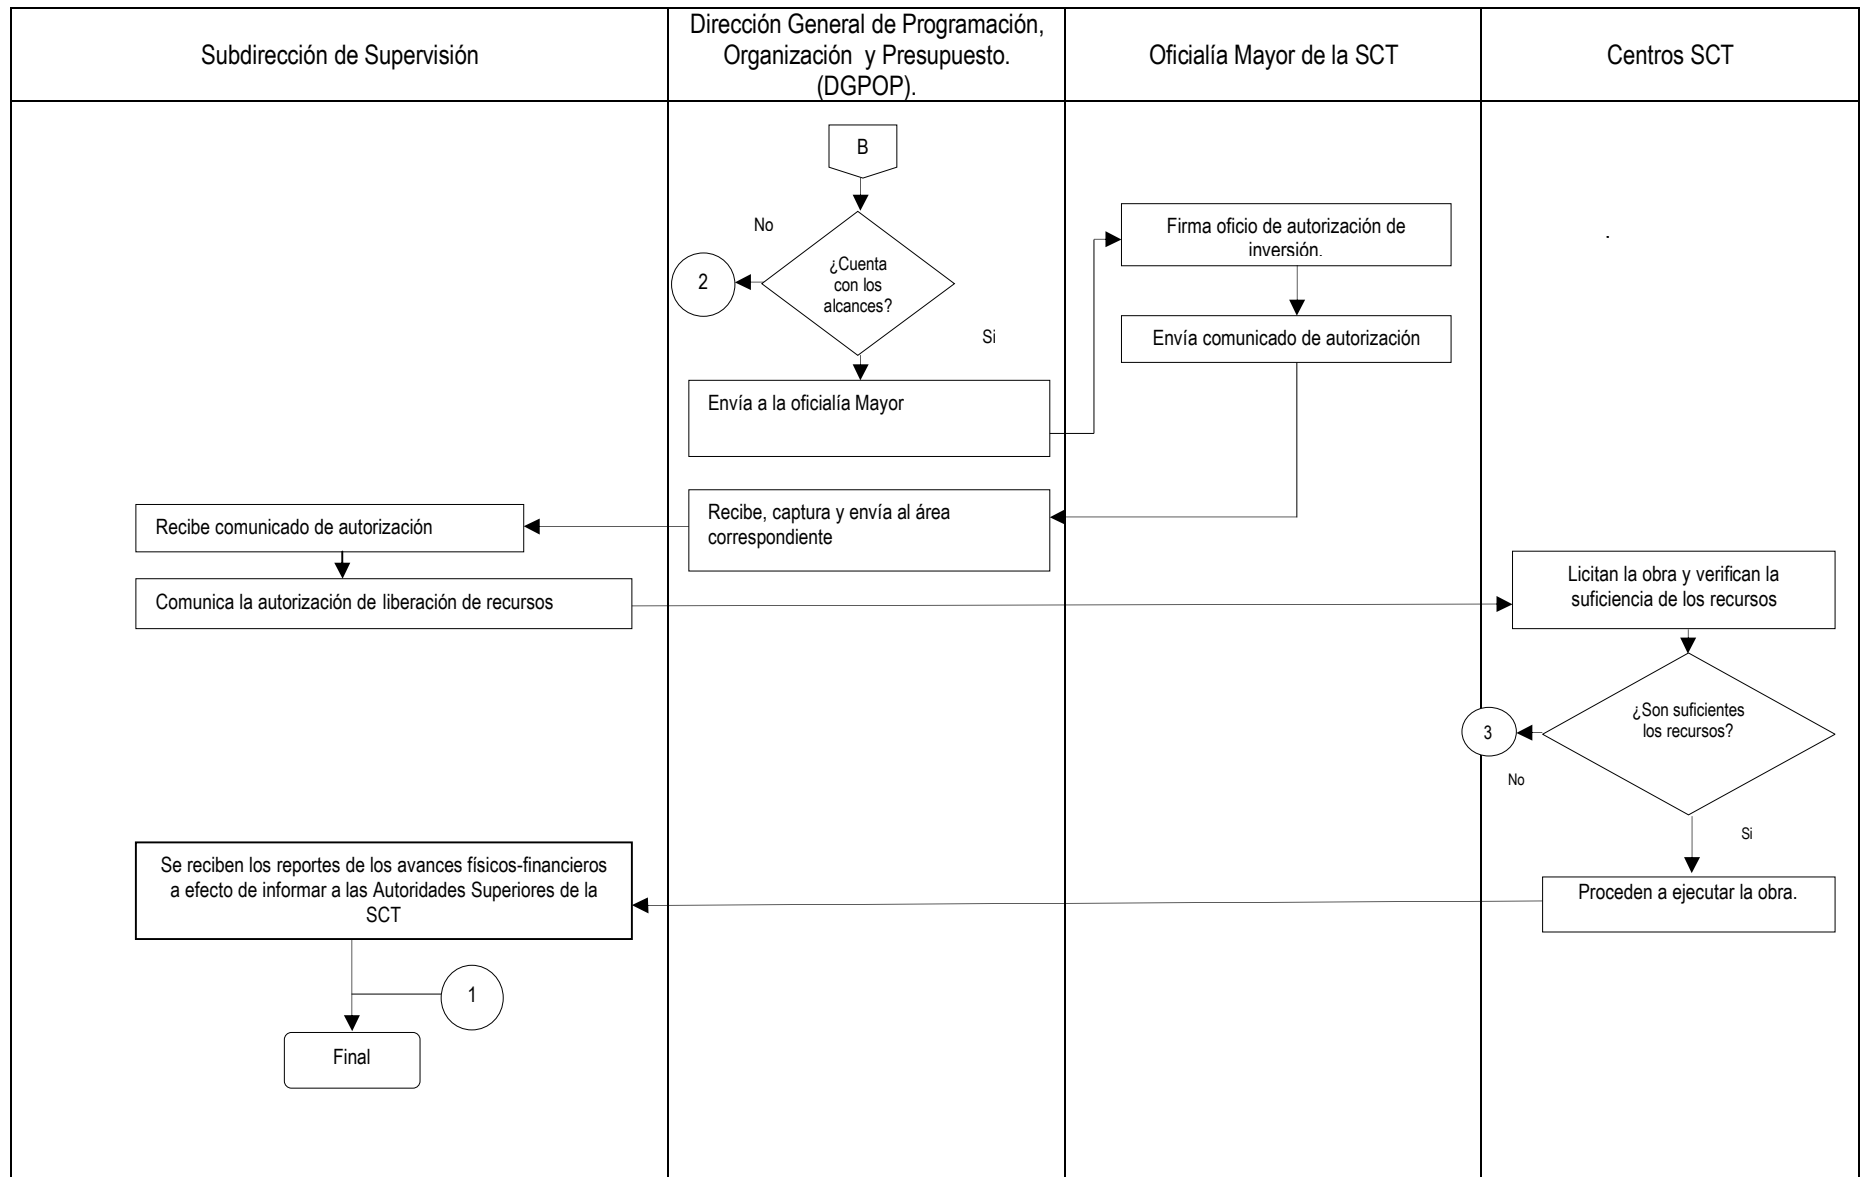 Subdirección de Supervisión
Dirección General de Programación,
Organización y Presupuesto.
(DGPOP).
Oficialía Mayor de la SCT
Centros SCT
B
No
¿Cuenta
con los
alcances?
2
Si
Envía a la oficialía Mayor
Firma oficio de autorización de
inversión.
.
Envía comunicado de autorización
Recibe, captura y envía al área
correspondiente
Recibe comunicado de autorización
Comunica la autorización de liberación de recursos
Licitan la obra y verifican la
suficiencia de los recursos
¿Son suficientes
los recursos?
3
No
Si
Proceden a ejecutar la obra.
Se reciben los reportes de los avances físicos-financieros
a efecto de informar a las Autoridades Superiores de la
SCT
1
Final